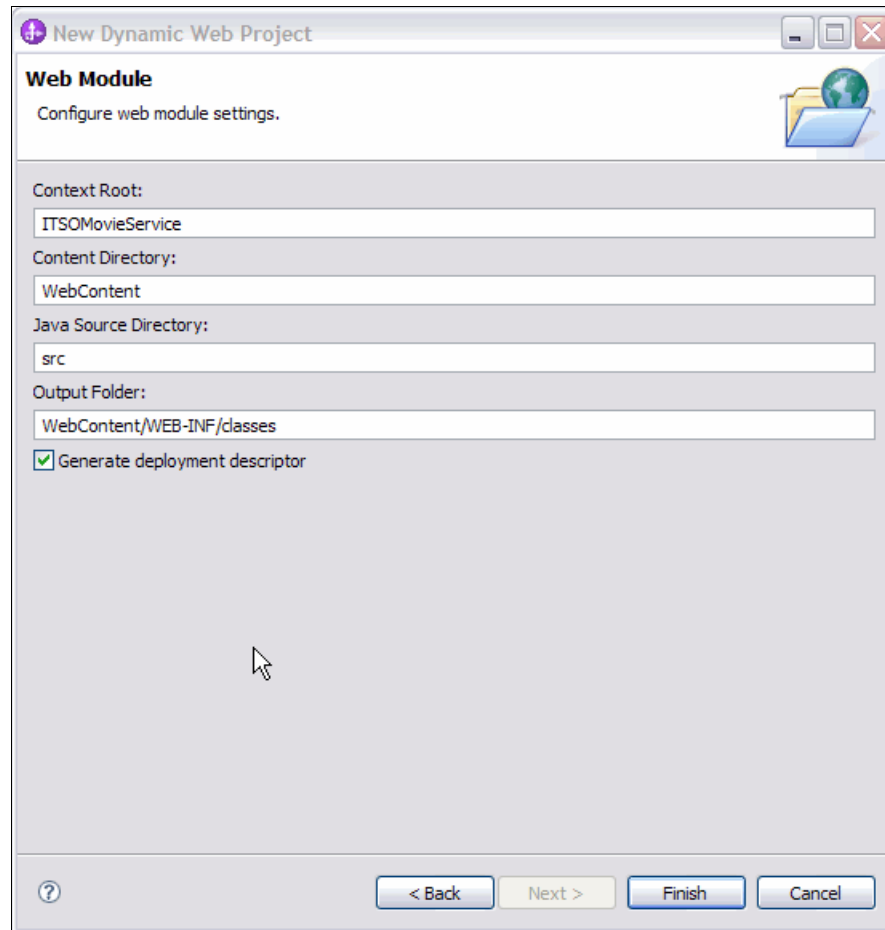 New Dynamic Web Project
Web Module
Configure web module settings.
Context Root:
ITSOMovieService
Content Directory:
WebContent
Java Source Directory:
src
Output Folder:
WebContent/WEB-INF/classes
Generate deployment descriptor
? < Back Next > Finish Cancel